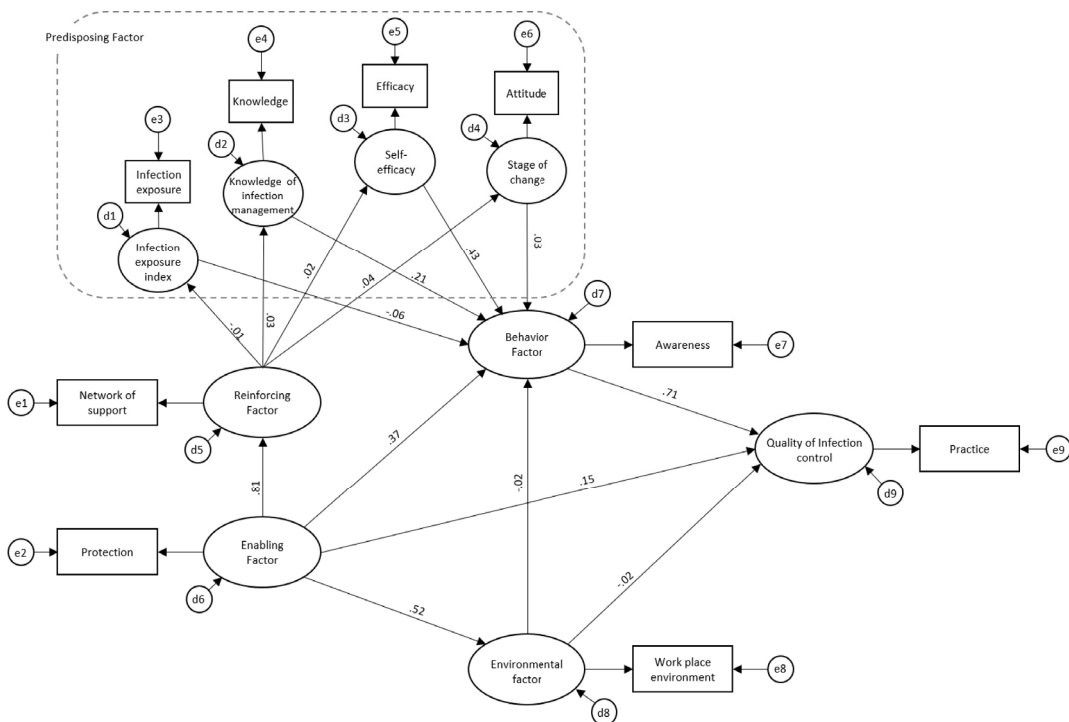 Predisposing Factor
e4
e5
e6
Knowledge
Efficacy
Attitude
e3
d2
d3
d4
Infection
exposure
Knowledge of
infection
management
Self-
efficacy
Stage of
change
d1
Infection
exposure
index
-.01
.03
.02
.04
-.06
.21
.43
.03
d7
Behavior
Factor
Awareness
e7
e1
Network of
support
Reinforcing
Factor
d5
.71
.37
.81
-.02
.15
Quality of Infection
control
Practice
e9
d9
e2
Protection
Enabling
Factor
d6
-.02
.52
Environmental
factor
Work place
environment
e8
d8